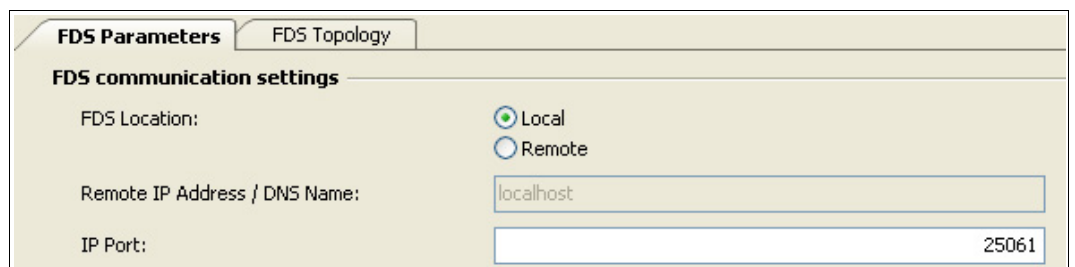 FDS Parameters FDS Topology
FDS communication settings
FDS Location: Local
Remote
Remote IP Address / DNS Name: localhost
IP Port: 25061